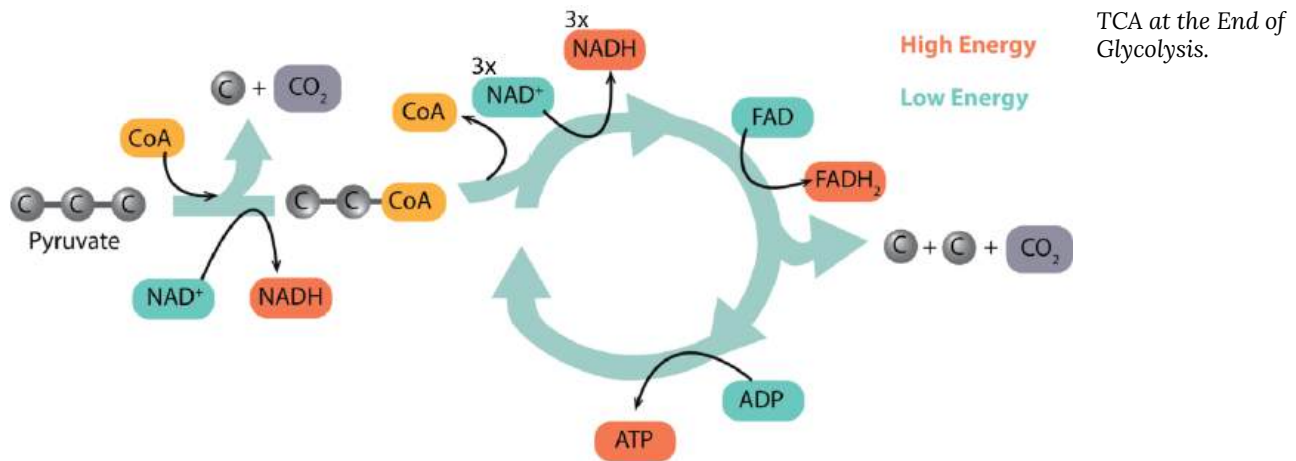 TCA at the End of
Glycolysis.
High Energy
Low Energy
3x
NADH
3x
NAD⁺
CoA
C + CO₂
CoA
FAD
FADH₂
C C C
Pyruvate
C C CoA
NAD⁺
NADH
C + C + CO₂
ADP
ATP